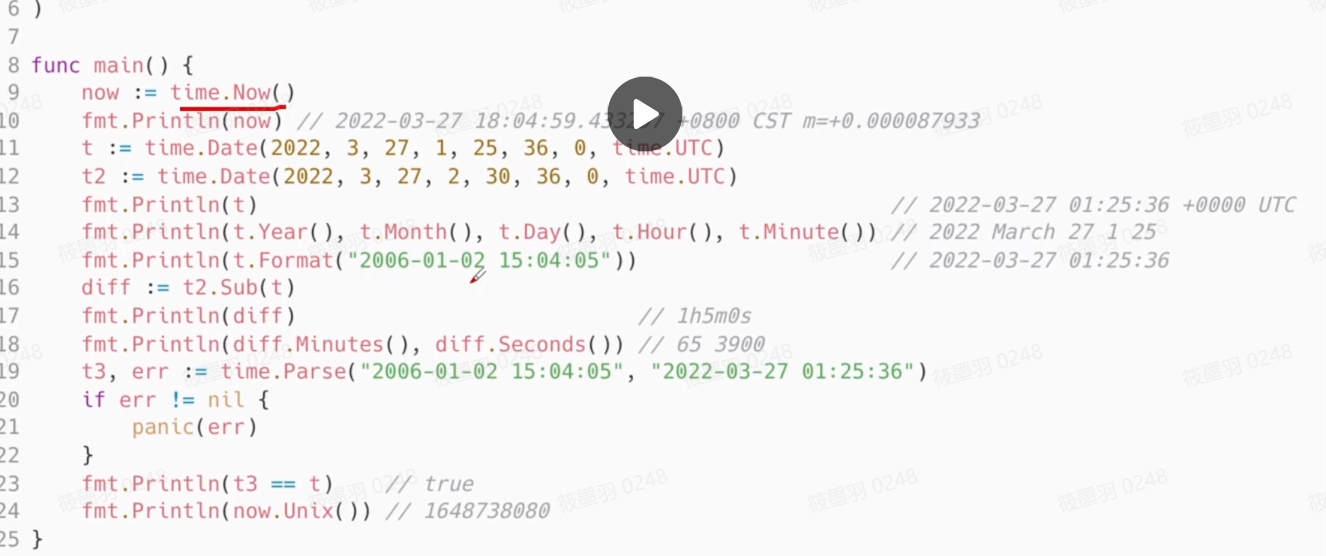 6 )
7
8 func main() {
9 now := time.Now()
10 fmt.Println(now) // 2022-03-27 18:04:59.433297 +0800 CST m=+0.000087933
11 t := time.Date(2022, 3, 27, 1, 25, 36, 0, time.UTC)
12 t2 := time.Date(2022, 3, 27, 2, 30, 36, 0, time.UTC)
13 fmt.Println(t) // 2022-03-27 01:25:36 +0000 UTC
14 fmt.Println(t.Year(), t.Month(), t.Day(), t.Hour(), t.Minute()) // 2022 March 27 1 25
15 fmt.Println(t.Format("2006-01-02 15:04:05")) // 2022-03-27 01:25:36
16 diff := t2.Sub(t)
17 fmt.Println(diff) // 1h5m0s
18 fmt.Println(diff.Minutes(), diff.Seconds()) // 65 3900
19 t3, err := time.Parse("2006-01-02 15:04:05", "2022-03-27 01:25:36")
20 if err != nil {
21 panic(err)
22 }
23 fmt.Println(t3 == t) // true
24 fmt.Println(now.Unix()) // 1648738080
25 }
筱墨羽 0248